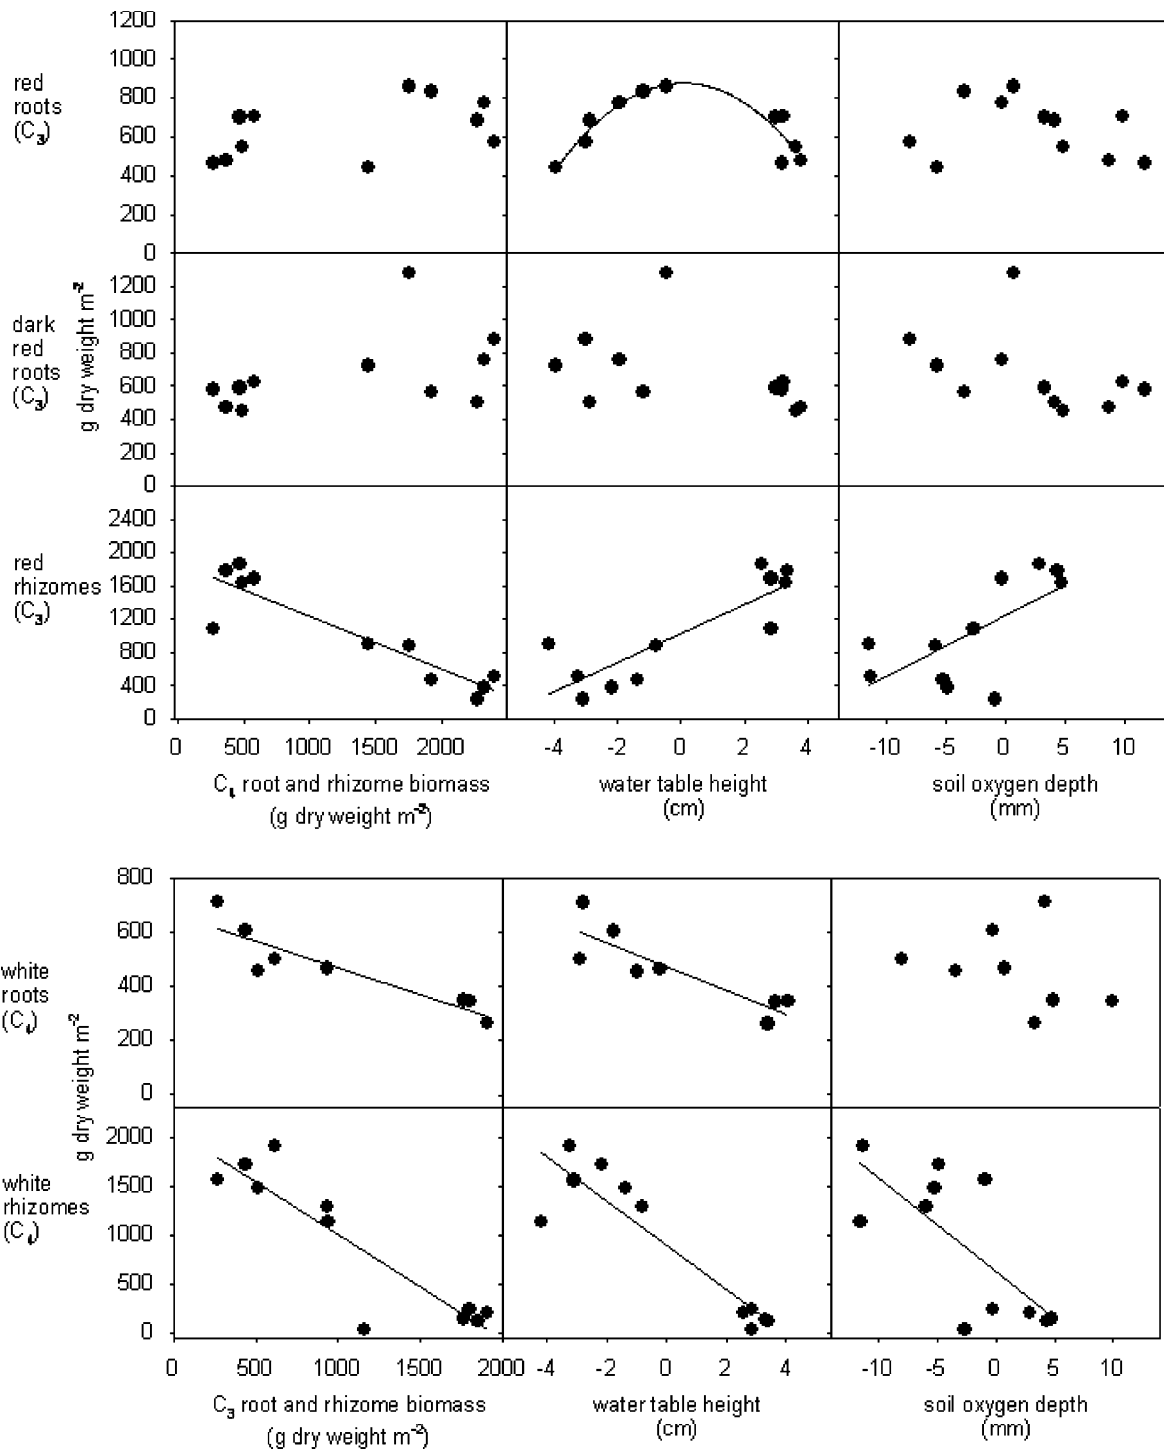 1200
1000
800
600
400
200
0
red
roots
(C3)
1200
1000
800
600
400
200
0
dark
red
roots
(C3)
g dry weight m-2
2400
2000
1600
1200
800
400
0
red
rhizomes
(C3)
0 500 1000 1500 2000 -4 -2 0 2 4 -10 -5 0 5 10
C4 root and rhizome biomass water table height soil oxygen depth
(g dry weight m-2) (cm) (mm)
800
600
400
200
0
white
roots
(C4)
g dry weight m-2
2000
1500
1000
500
0
white
rhizomes
(C4)
0 500 1000 1500 2000 -4 -2 0 2 4 -10 -5 0 5 10
C3 root and rhizome biomass water table height soil oxygen depth
(g dry weight m-2) (cm) (mm)